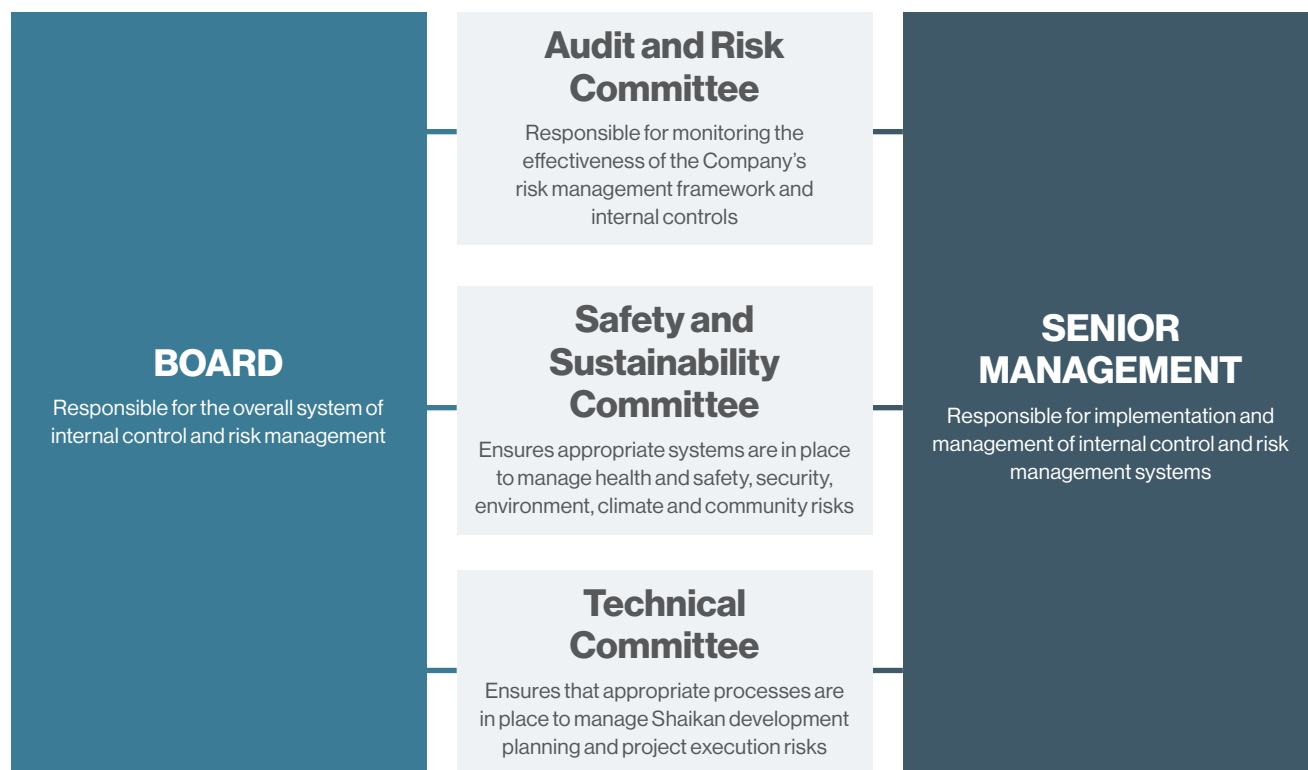 BOARD
Responsible for the overall system of
internal control and risk management
Audit and Risk
Committee
Responsible for monitoring the
effectiveness of the Company's
risk management framework and
internal controls
Safety and
Sustainability
Committee
Ensures appropriate systems are in place
to manage health and safety, security,
environment, climate and community risks
Technical
Committee
Ensures that appropriate processes are
in place to manage Shaikan development
planning and project execution risks
SENIOR
MANAGEMENT
Responsible for implementation and
management of internal control and risk
management systems